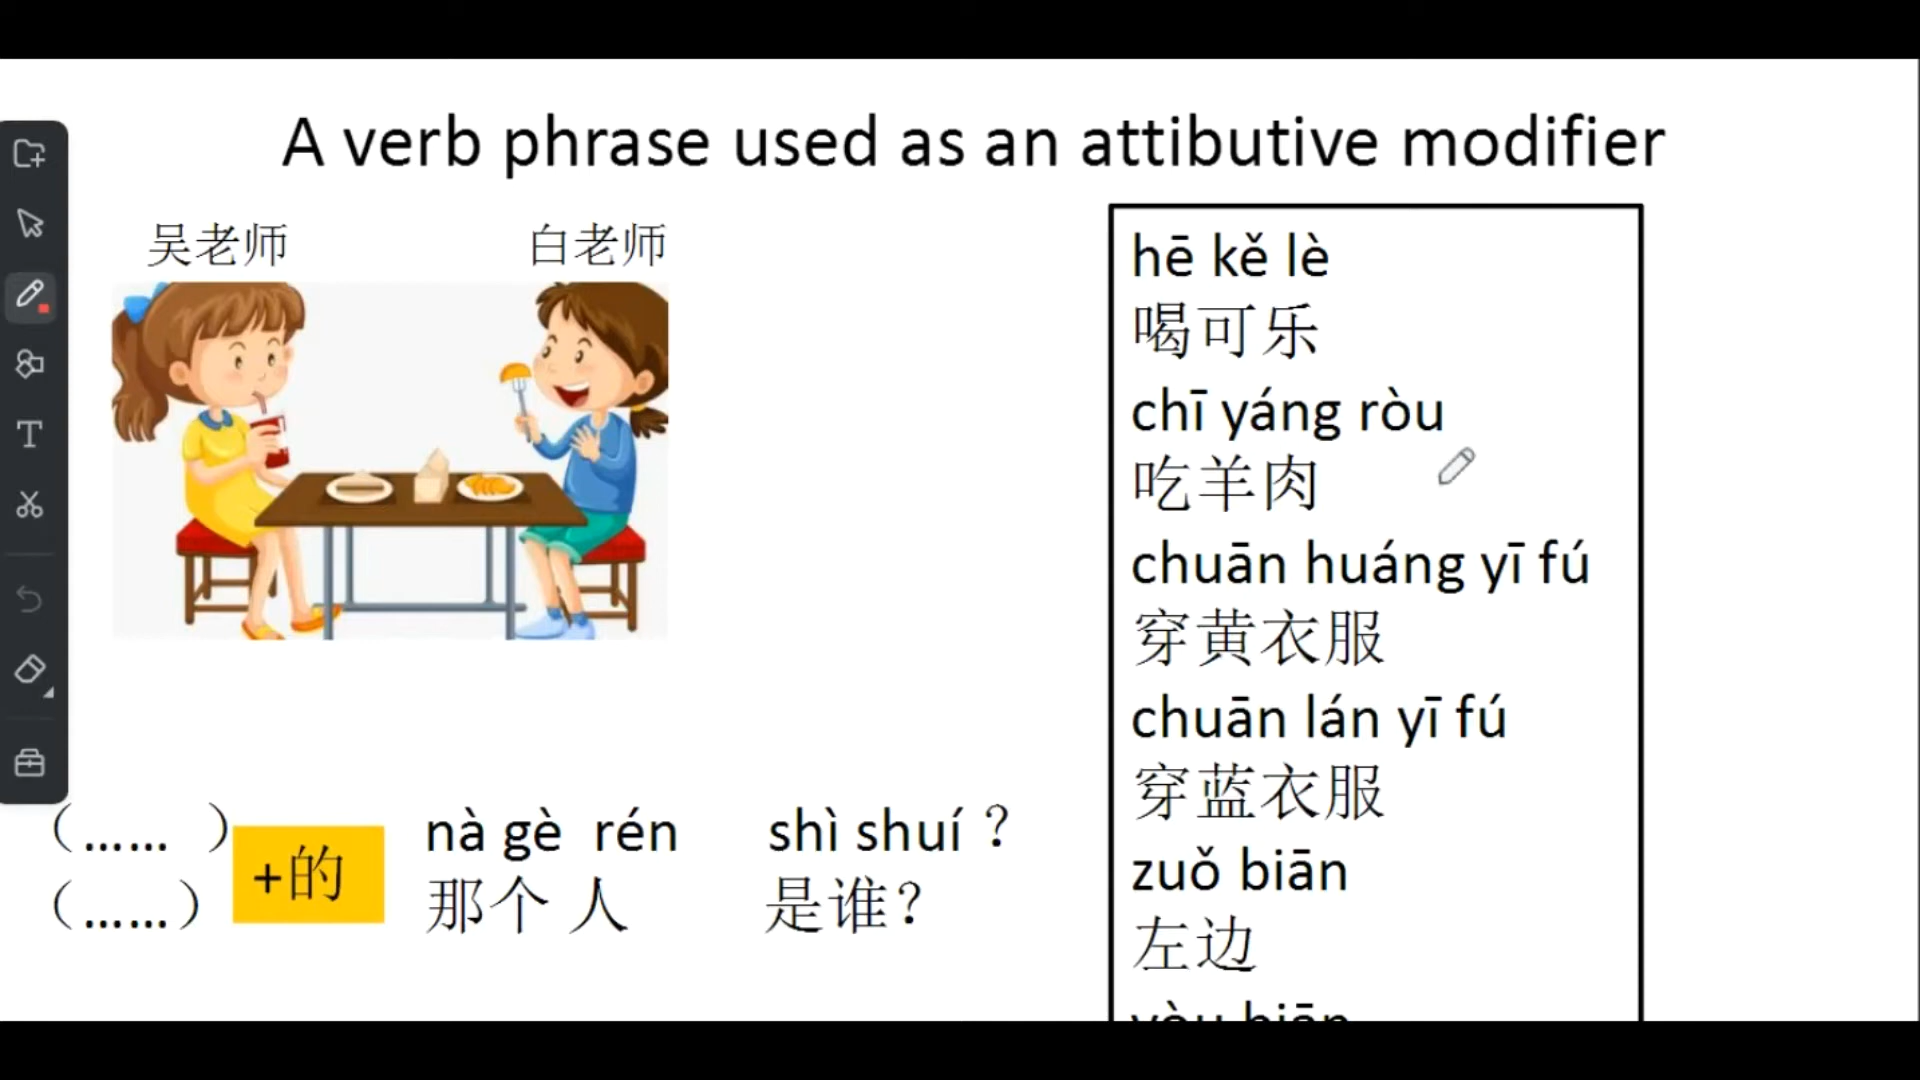 A verb phrase used as an attibutive modifier
吴老师 白老师
hē kě lè
喝可乐
chī yáng ròu
吃羊肉
chuān huáng yī fú
穿黄衣服
chuān lán yī fú
穿蓝衣服
zuǒ biān
左边
yòu biān
（...... ） nà gè rén shì shuí？
（......） +的 那个 人 是谁？